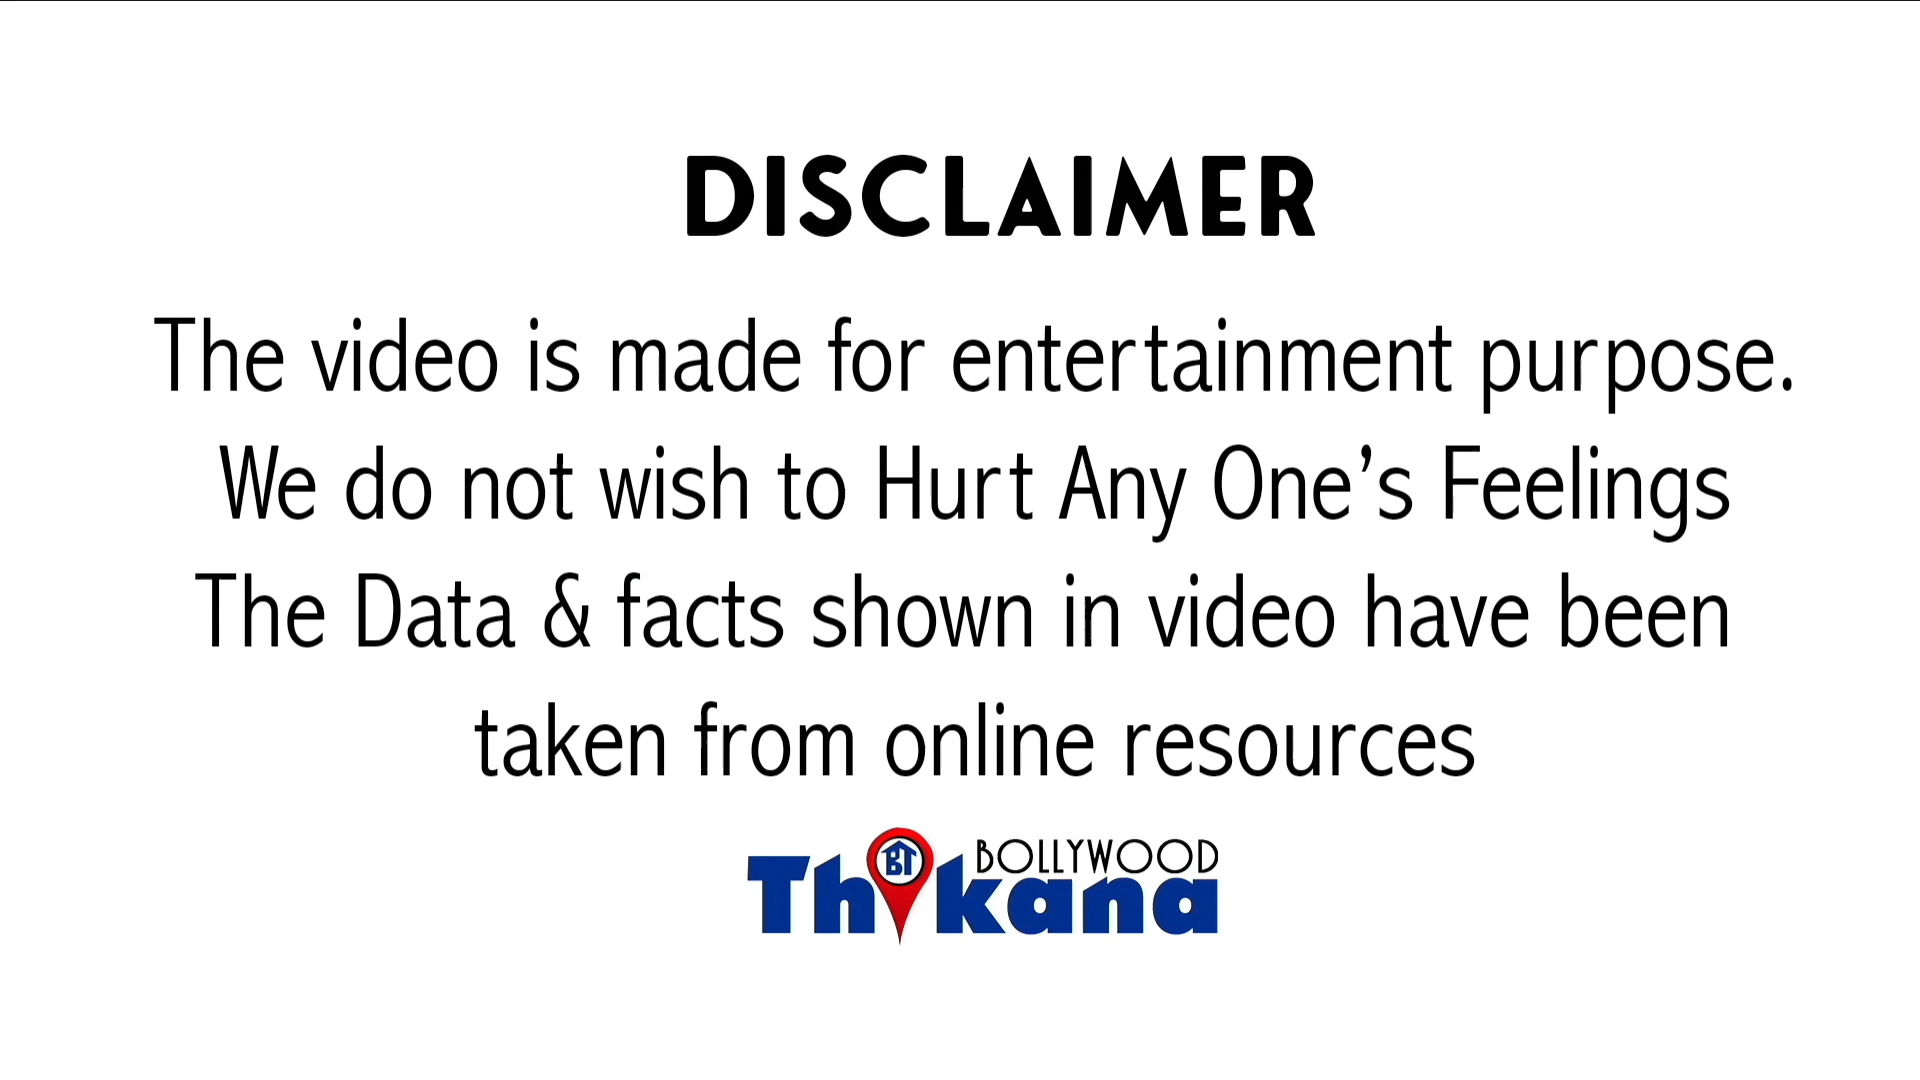 DISCLAIMER
The video is made for entertainment purpose.
We do not wish to Hurt Any One’s Feelings
The Data & facts shown in video have been
taken from online resources
BT
BOLLYWOOD
Thikana